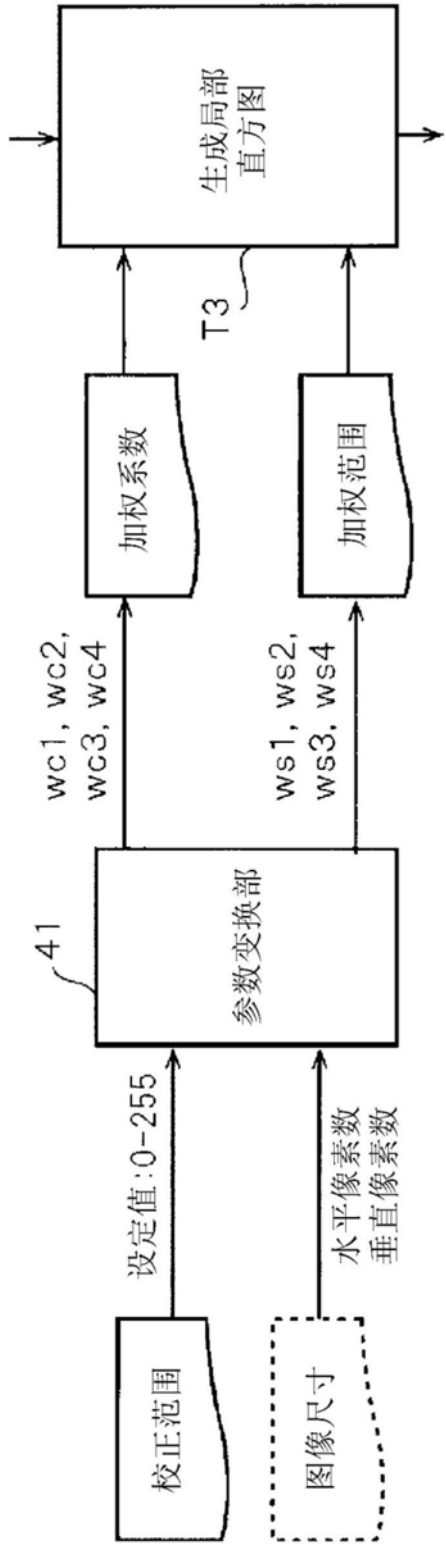 校正范围
设定值:0-255
图像尺寸
水平像素数
垂直像素数
41
参数变换部
wc1, wc2,
wc3, wc4
加权系数
ws1, ws2,
ws3, ws4
加权范围
T3
生成局部
直方图